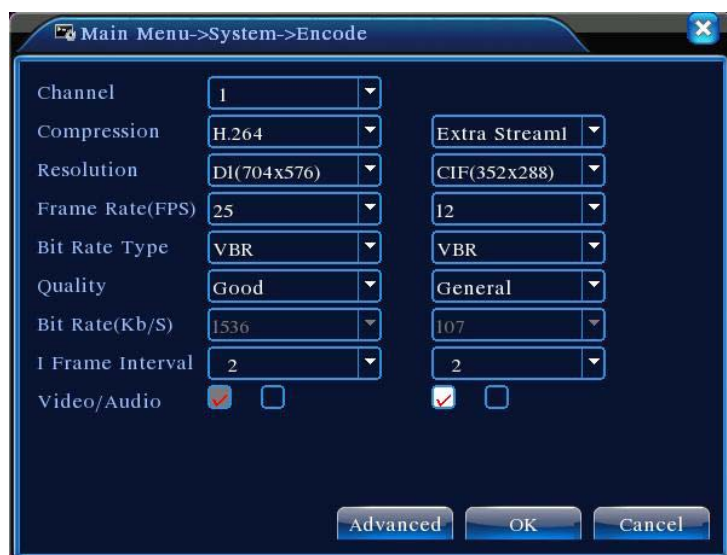 Main Menu->System->Encode
Channel 1
Compression H.264 Extra Stream1
Resolution D1(704x576) CIF(352x288)
Frame Rate(FPS) 25 12
Bit Rate Type VBR VBR
Quality Good General
Bit Rate(Kb/S) 1536 107
I Frame Interval 2 2
Video/Audio
Advanced OK Cancel